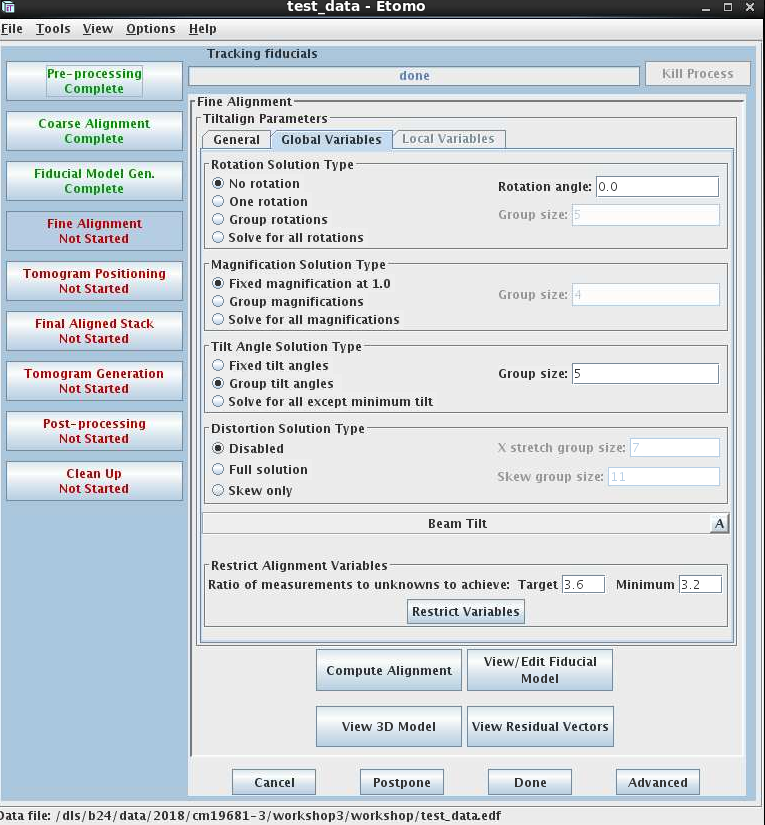 test_data - Etomo
File Tools View Options Help
Tracking fiducials
done
Kill Process
Pre-processing
Complete
Coarse Alignment
Complete
Fiducial Model Gen.
Complete
Fine Alignment
Not Started
Tomogram Positioning
Not Started
Final Aligned Stack
Not Started
Tomogram Generation
Not Started
Post-processing
Not Started
Clean Up
Not Started
Fine Alignment
Tiltalign Parameters
General Global Variables Local Variables
Rotation Solution Type
No rotation Rotation angle: 0.0
One rotation
Group rotations Group size: 5
Solve for all rotations
Magnification Solution Type
Fixed magnification at 1.0
Group magnifications Group size: 4
Solve for all magnifications
Tilt Angle Solution Type
Fixed tilt angles
Group tilt angles Group size: 5
Solve for all except minimum tilt
Distortion Solution Type
Disabled X stretch group size: 7
Full solution
Skew group size: 11
Skew only
Beam Tilt A
Restrict Alignment Variables
Ratio of measurements to unknowns to achieve: Target 3.6 Minimum 3.2
Restrict Variables
Compute Alignment
View/Edit Fiducial
Model
View 3D Model View Residual Vectors
Cancel Postpone Done Advanced
Data file: /dls/b24/data/2018/cm19681-3/workshop3/workshop/test_data.edf